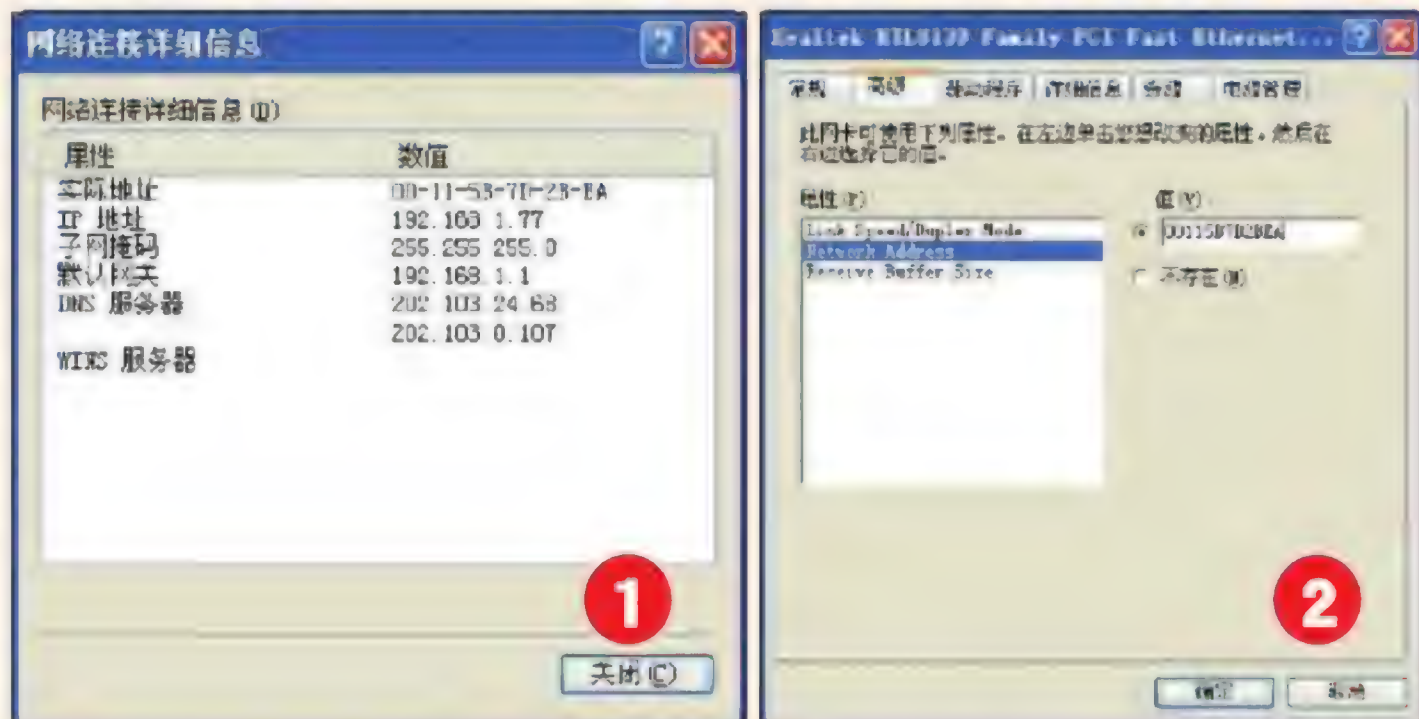 网络连接详细信息
网络连接详细信息(D)
属性 数值
实际地址
IP 地址 192.168.1.77
子网掩码 255.255.255.0
默认网关 192.168.1.1
DNS 服务器 202.103.24.68
202.103.0.107
WINS 服务器
1
关闭(C)
Realtek RTL8139 Family PCI Fast Ethernet...
常规 高级 驱动程序 详细信息 资源 电源管理
此网卡可使用下列属性。在左边单击您想改变的属性，然后在
右边选择它的值。
属性(P): 值(V):
Link Speed/Duplex Mode
Network Address
Receive Buffer Size
不存在(N)
2
确定 取消